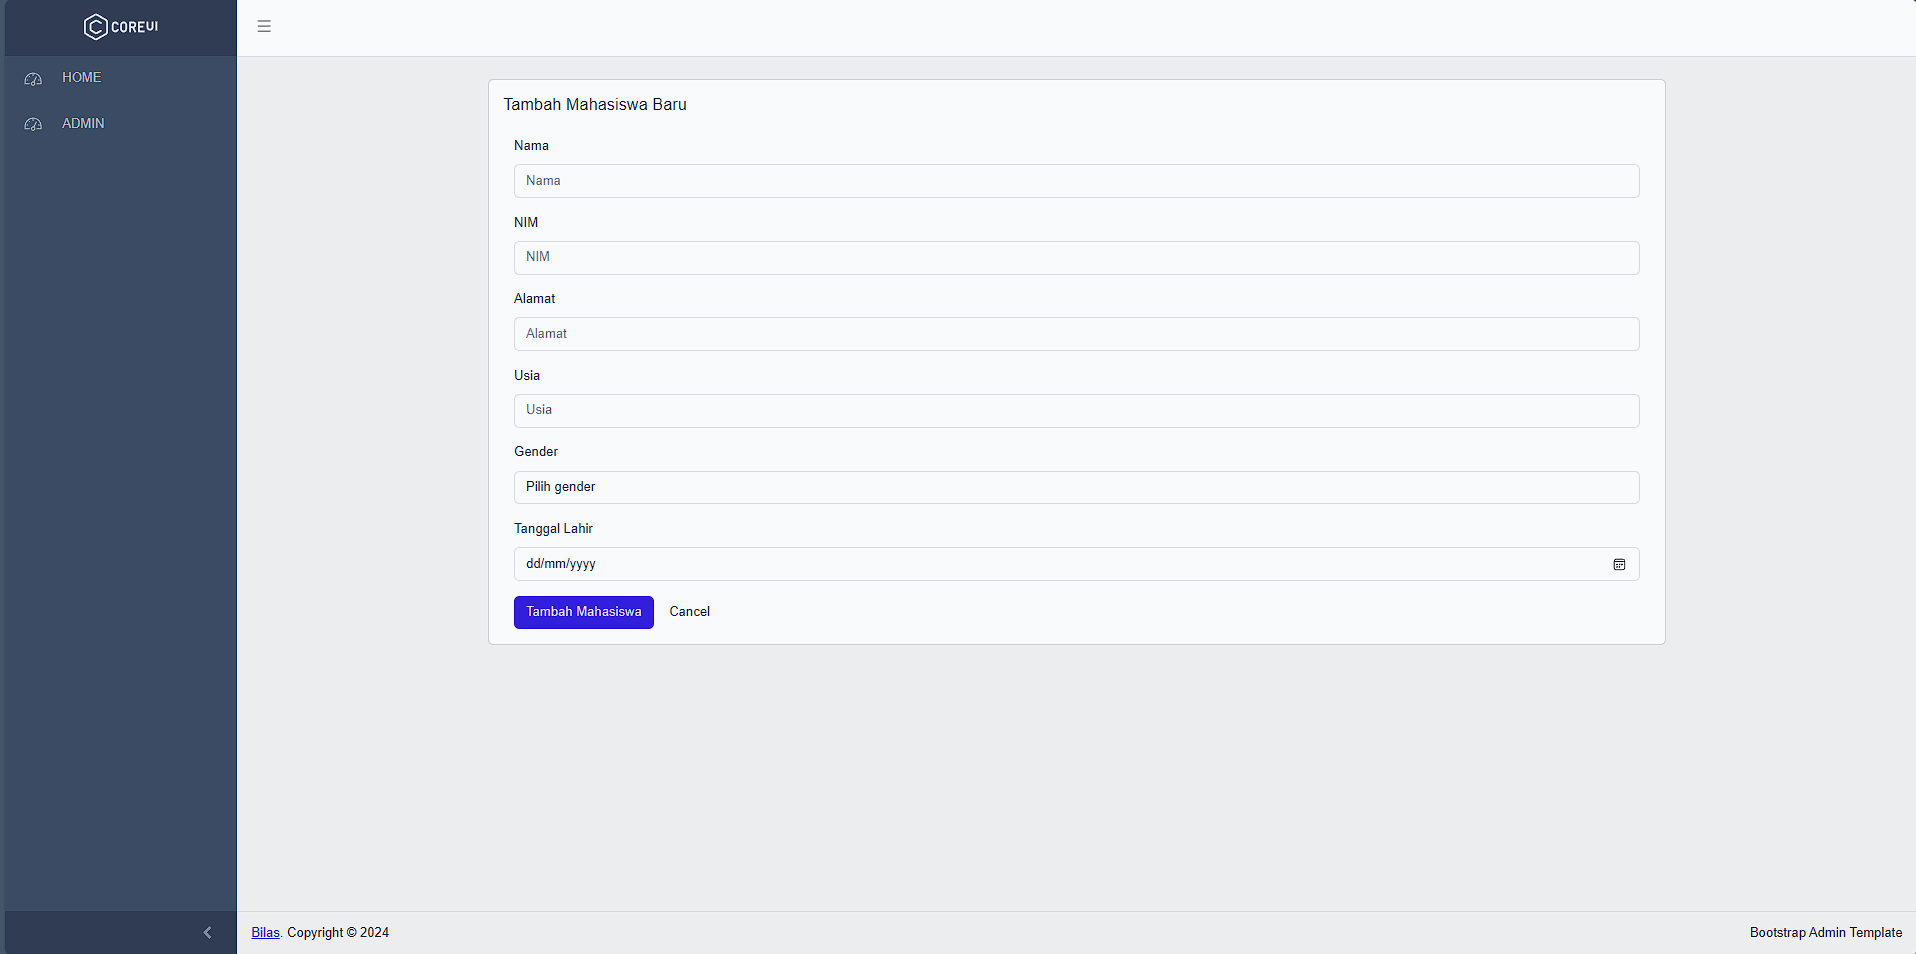 COREUI
HOME
ADMIN
Tambah Mahasiswa Baru
Nama
Nama
NIM
NIM
Alamat
Alamat
Usia
Usia
Gender
Pilih gender
Tanggal Lahir
dd/mm/yyyy
Tambah Mahasiswa Cancel
Bilas. Copyright © 2024 Bootstrap Admin Template